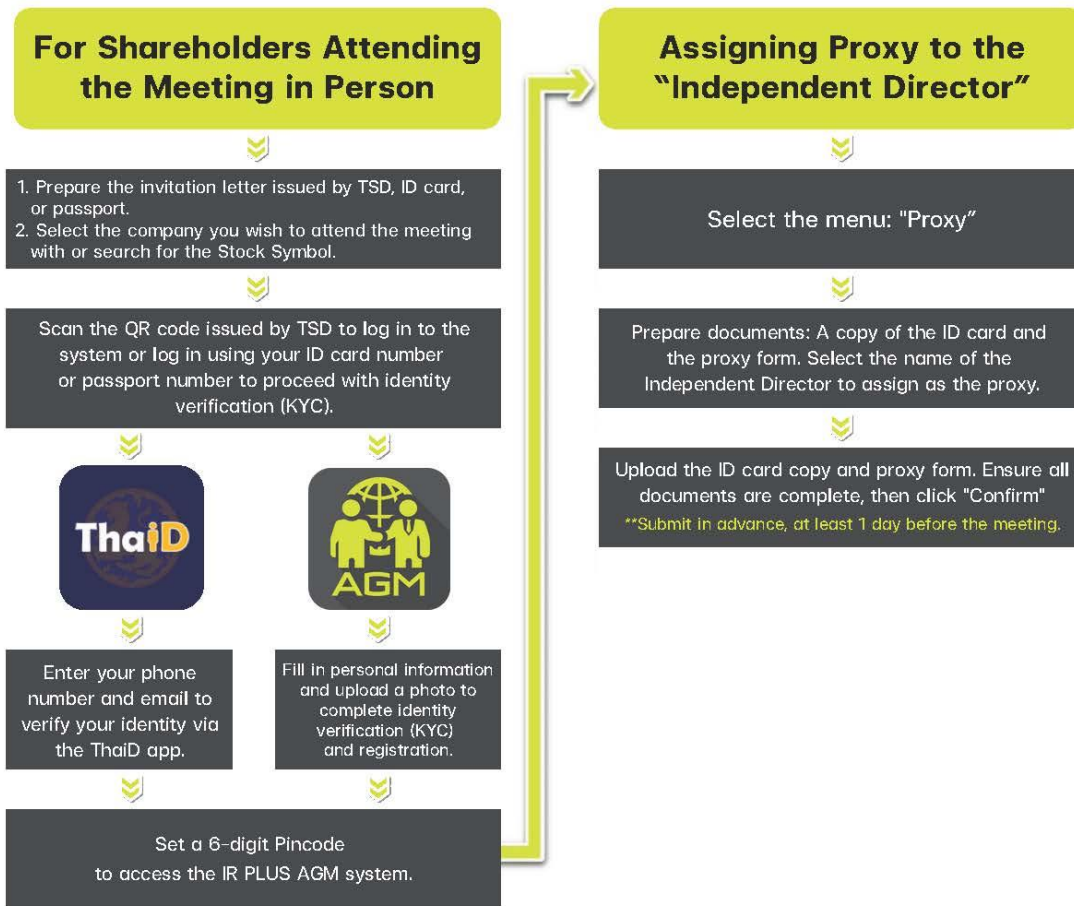 For Shareholders Attending
the Meeting in Person
1. Prepare the invitation letter issued by TSD, ID card,
or passport.
2. Select the company you wish to attend the meeting
with or search for the Stock Symbol.
Scan the QR code issued by TSD to log in to the
system or log in using your ID card number
or passport number to proceed with identity
verification (KYC).
ThaiD
AGM
Enter your phone
number and email to
verify your identity via
the ThaiD app.
Fill in personal information
and upload a photo to
complete identity
verification (KYC)
and registration.
Set a 6-digit Pincode
to access the IR PLUS AGM system.
Assigning Proxy to the
“Independent Director”
Select the menu: "Proxy”
Prepare documents: A copy of the ID card and
the proxy form. Select the name of the
Independent Director to assign as the proxy.
Upload the ID card copy and proxy form. Ensure all
documents are complete, then click "Confirm"
**Submit in advance, at least 1 day before the meeting.